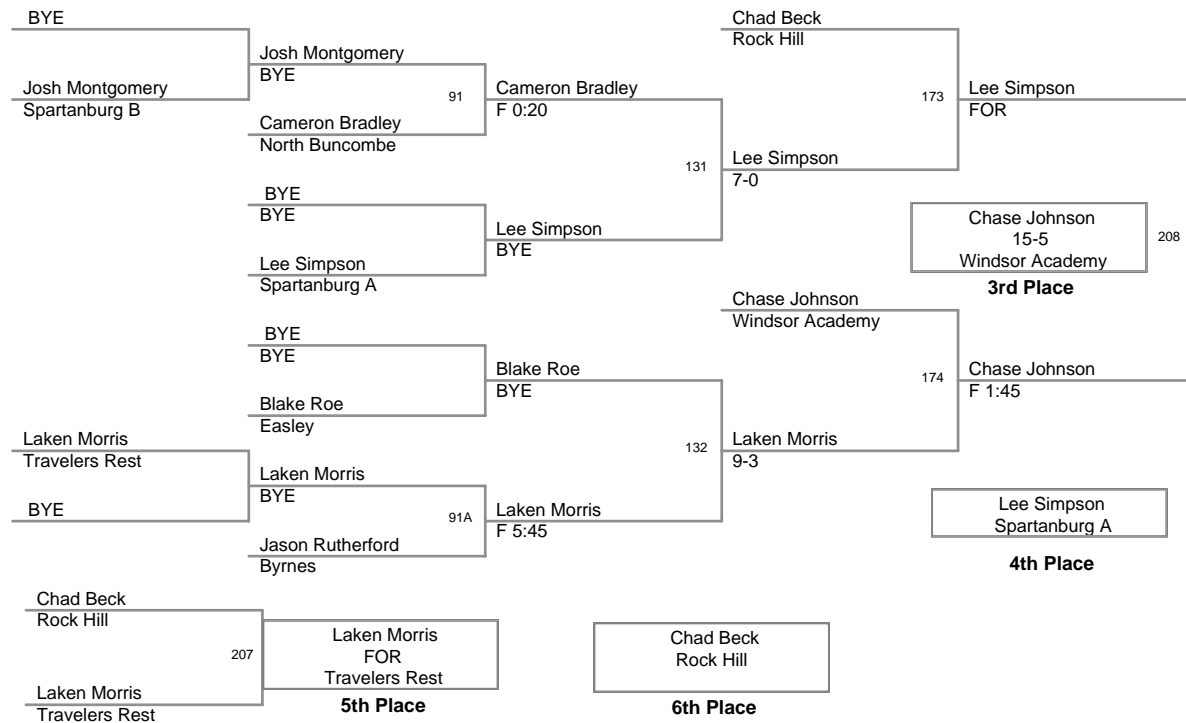 BYE
Josh Montgomery
Spartanburg B
Josh Montgomery
BYE
91
Cameron Bradley
North Buncombe
Cameron Bradley
F 0:20
BYE
BYE
Lee Simpson
Spartanburg A
Lee Simpson
BYE
131
Lee Simpson
7-0
Chad Beck
Rock Hill
173
Lee Simpson
FOR
Chase Johnson
15-5
Windsor Academy
208
3rd Place
BYE
BYE
Blake Roe
Easley
Blake Roe
BYE
Laken Morris
Travelers Rest
BYE
Laken Morris
BYE
91A
Jason Rutherford
Byrnes
Laken Morris
F 5:45
132
Laken Morris
9-3
Chase Johnson
Windsor Academy
174
Chase Johnson
F 1:45
Lee Simpson
Spartanburg A
4th Place
Chad Beck
Rock Hill
207
Laken Morris
Travelers Rest
Laken Morris
FOR
Travelers Rest
5th Place
Chad Beck
Rock Hill
6th Place